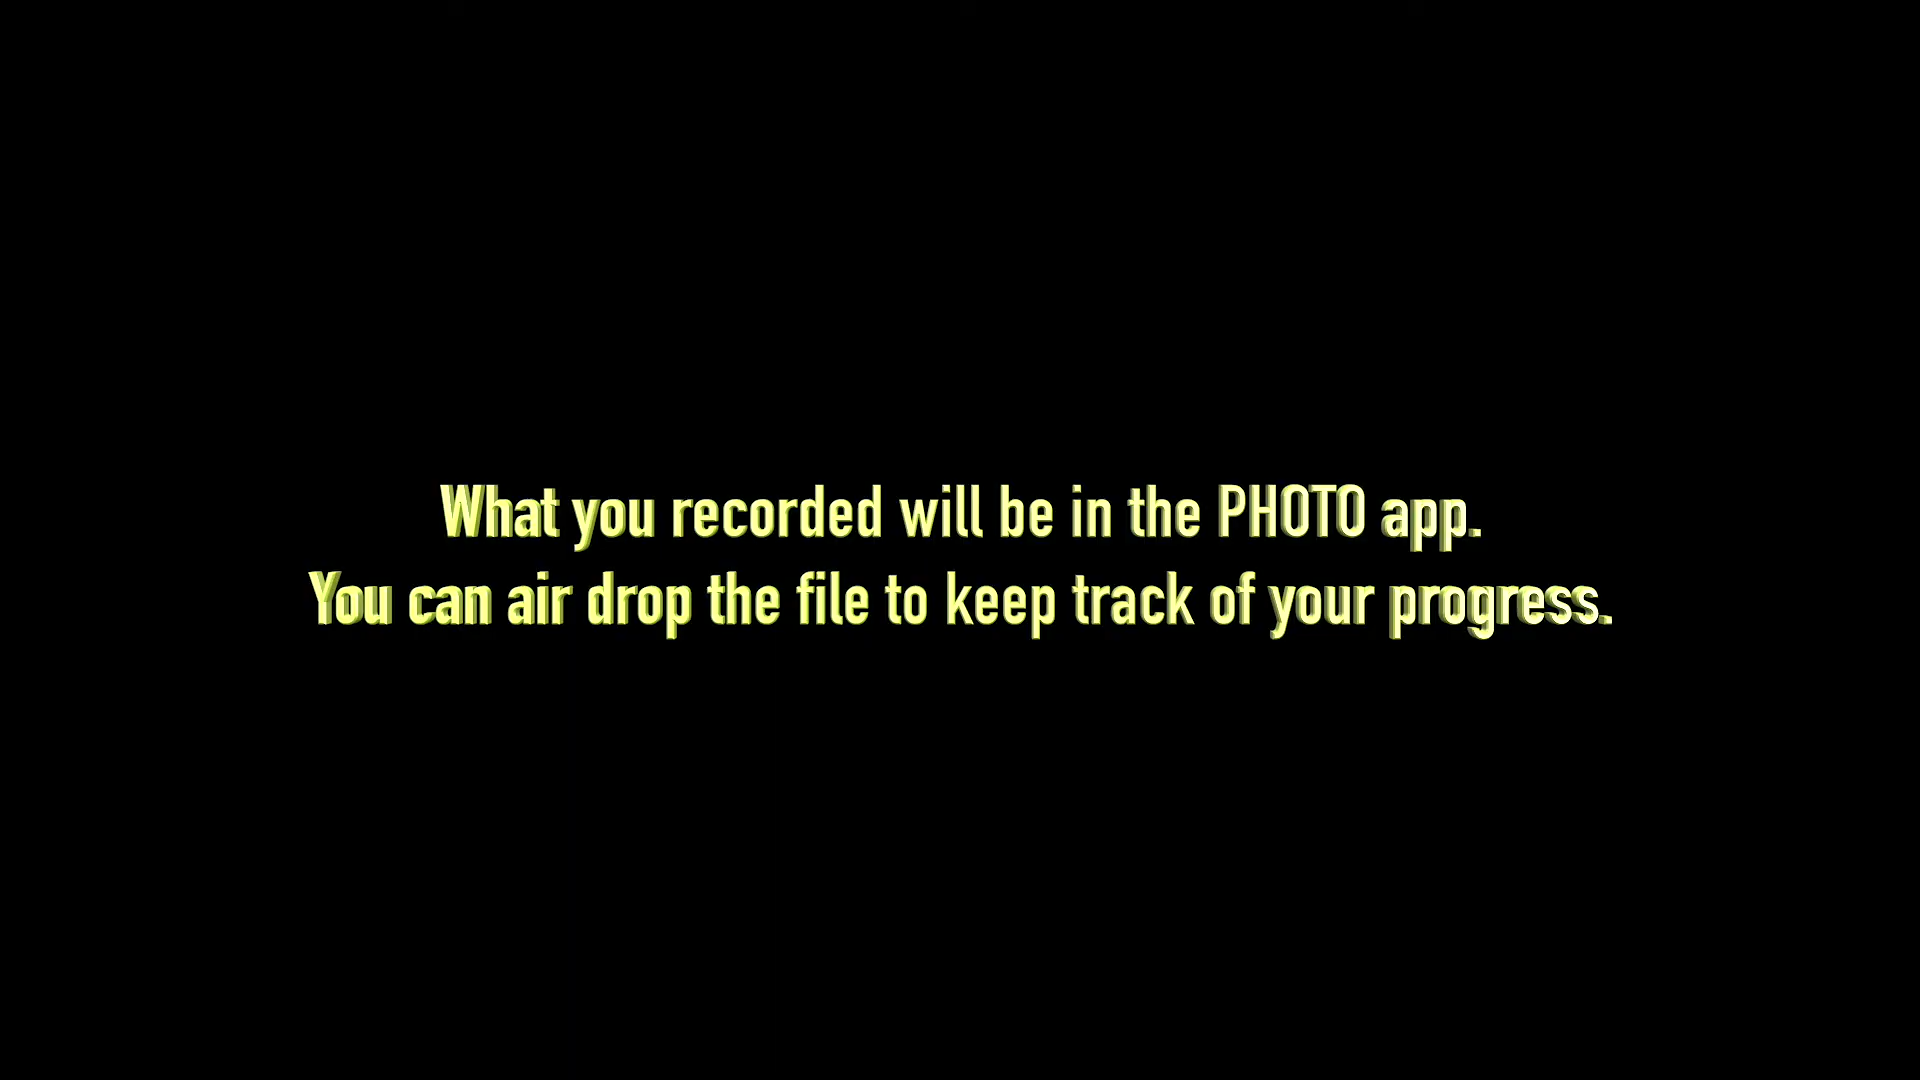 What you recorded will be in the PHOTO app.
You can air drop the file to keep track of your progress.